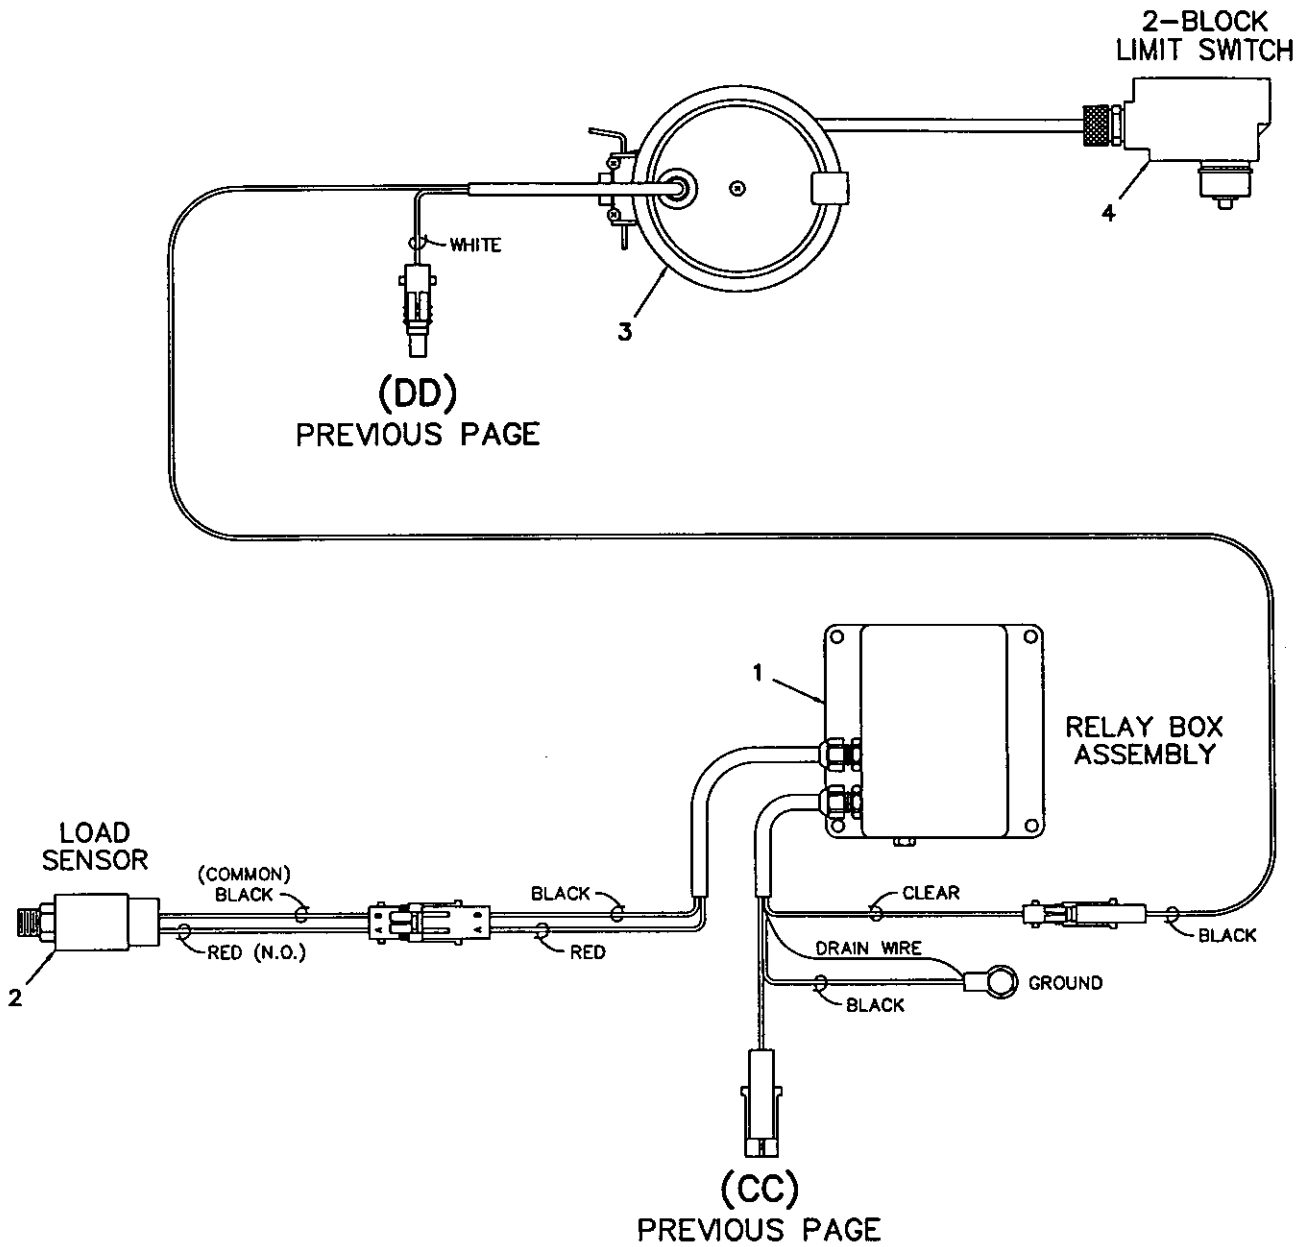 2-BLOCK
LIMIT SWITCH
4
WHITE
3
(DD)
PREVIOUS PAGE
1
RELAY BOX
ASSEMBLY
LOAD
SENSOR
(COMMON)
BLACK
BLACK
CLEAR
A B
A B
RED (N.O.)
RED
BLACK
DRAIN WIRE
GROUND
BLACK
2
(CC)
PREVIOUS PAGE